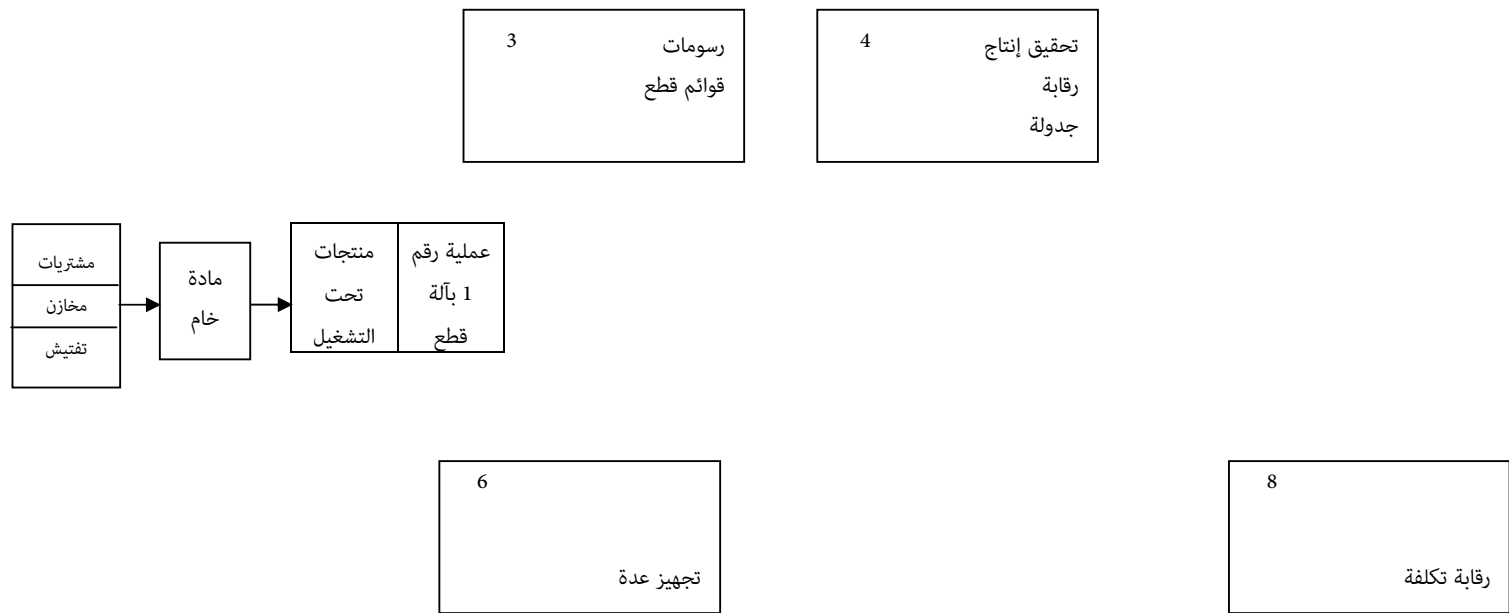 3
رسومات
قوائم قطع
4
تحقيق إنتاج
رقابة
جدولة
مشتريات
مخازن
تفتيش
مادة
خام
منتجات
تحت
التشغيل
عملية رقم
1 بآلة
قطع
6
تجهيز عدة
8
رقابة تكلفة